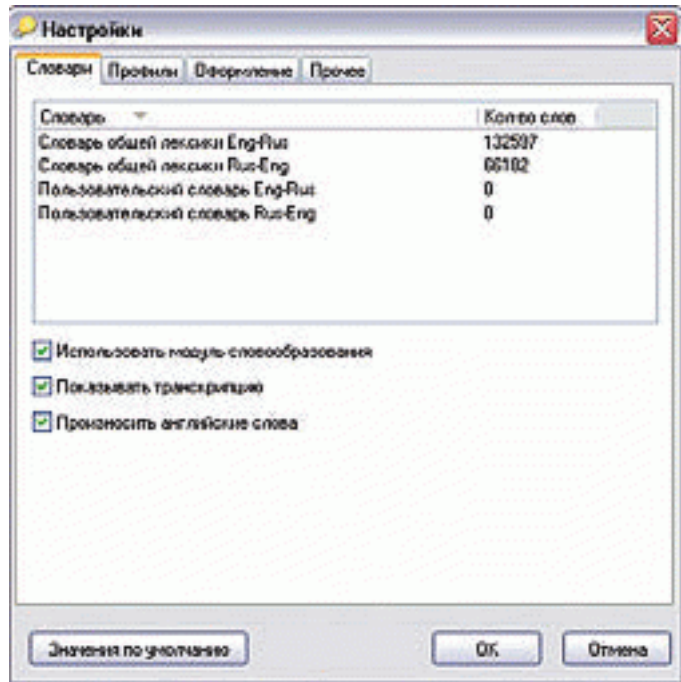 Настройки
Словари Профили Оформление Прочее
Словарь Кол-во слов
Словарь общей лексики Eng-Rus 132597
Словарь общей лексики Rus-Eng 66182
Пользовательский словарь Eng-Rus 0
Пользовательский словарь Rus-Eng 0
Использовать модуль словообразования
Показывать транскрипцию
Произносить английские слова
Значения по умолчанию OK Отмена